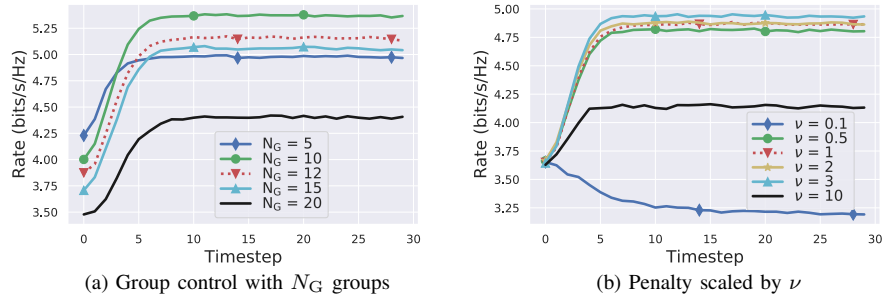 Rate (bits/s/Hz)
5.25
5.00
4.75
4.50
4.25
4.00
3.75
3.50
0 5 10 15 20 25 30
Timestep
N_G = 5
N_G = 10
N_G = 12
N_G = 15
N_G = 20
(a) Group control with N_G groups
Rate (bits/s/Hz)
5.00
4.75
4.50
4.25
4.00
3.75
3.50
3.25
0 5 10 15 20 25 30
Timestep
ν = 0.1
ν = 0.5
ν = 1
ν = 2
ν = 3
ν = 10
(b) Penalty scaled by ν